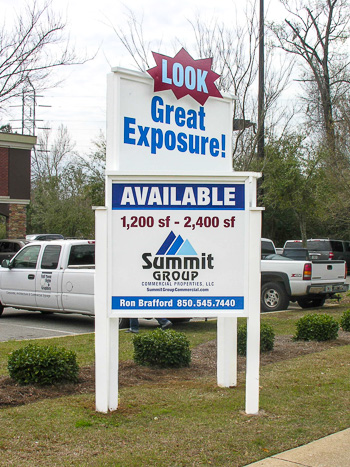 LOOK
Great
Exposure!
AVAILABLE
1,200 sf - 2,400 sf
Summit
GROUP
COMMERCIAL PROPERTIES, LLC
SummitGroupCommercial.com
Ron Brafford 850.545.7440